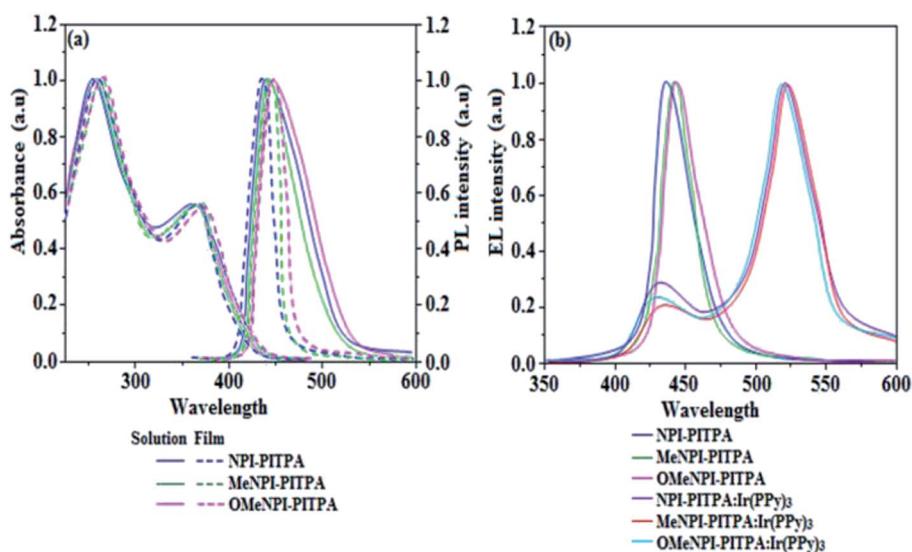 (a)
1.2
1.0
0.8
0.6
0.4
0.2
0.0
Absorbance (a.u)
1.2
1.0
0.8
0.6
0.4
0.2
0.0
PL intensity (a.u)
300 400 500 600
Wavelength
Solution Film
NPI-PITPA
MeNPI-PITPA
OMeNPI-PITPA
(b)
1.2
1.0
0.8
0.6
0.4
0.2
0.0
EL intensity (a.u)
350 400 450 500 550 600
Wavelength
NPI-PITPA
MeNPI-PITPA
OMeNPI-PITPA
NPI-PITPA:Ir(PPy)3
MeNPI-PITPA:Ir(PPy)3
OMeNPI-PITPA:Ir(PPy)3